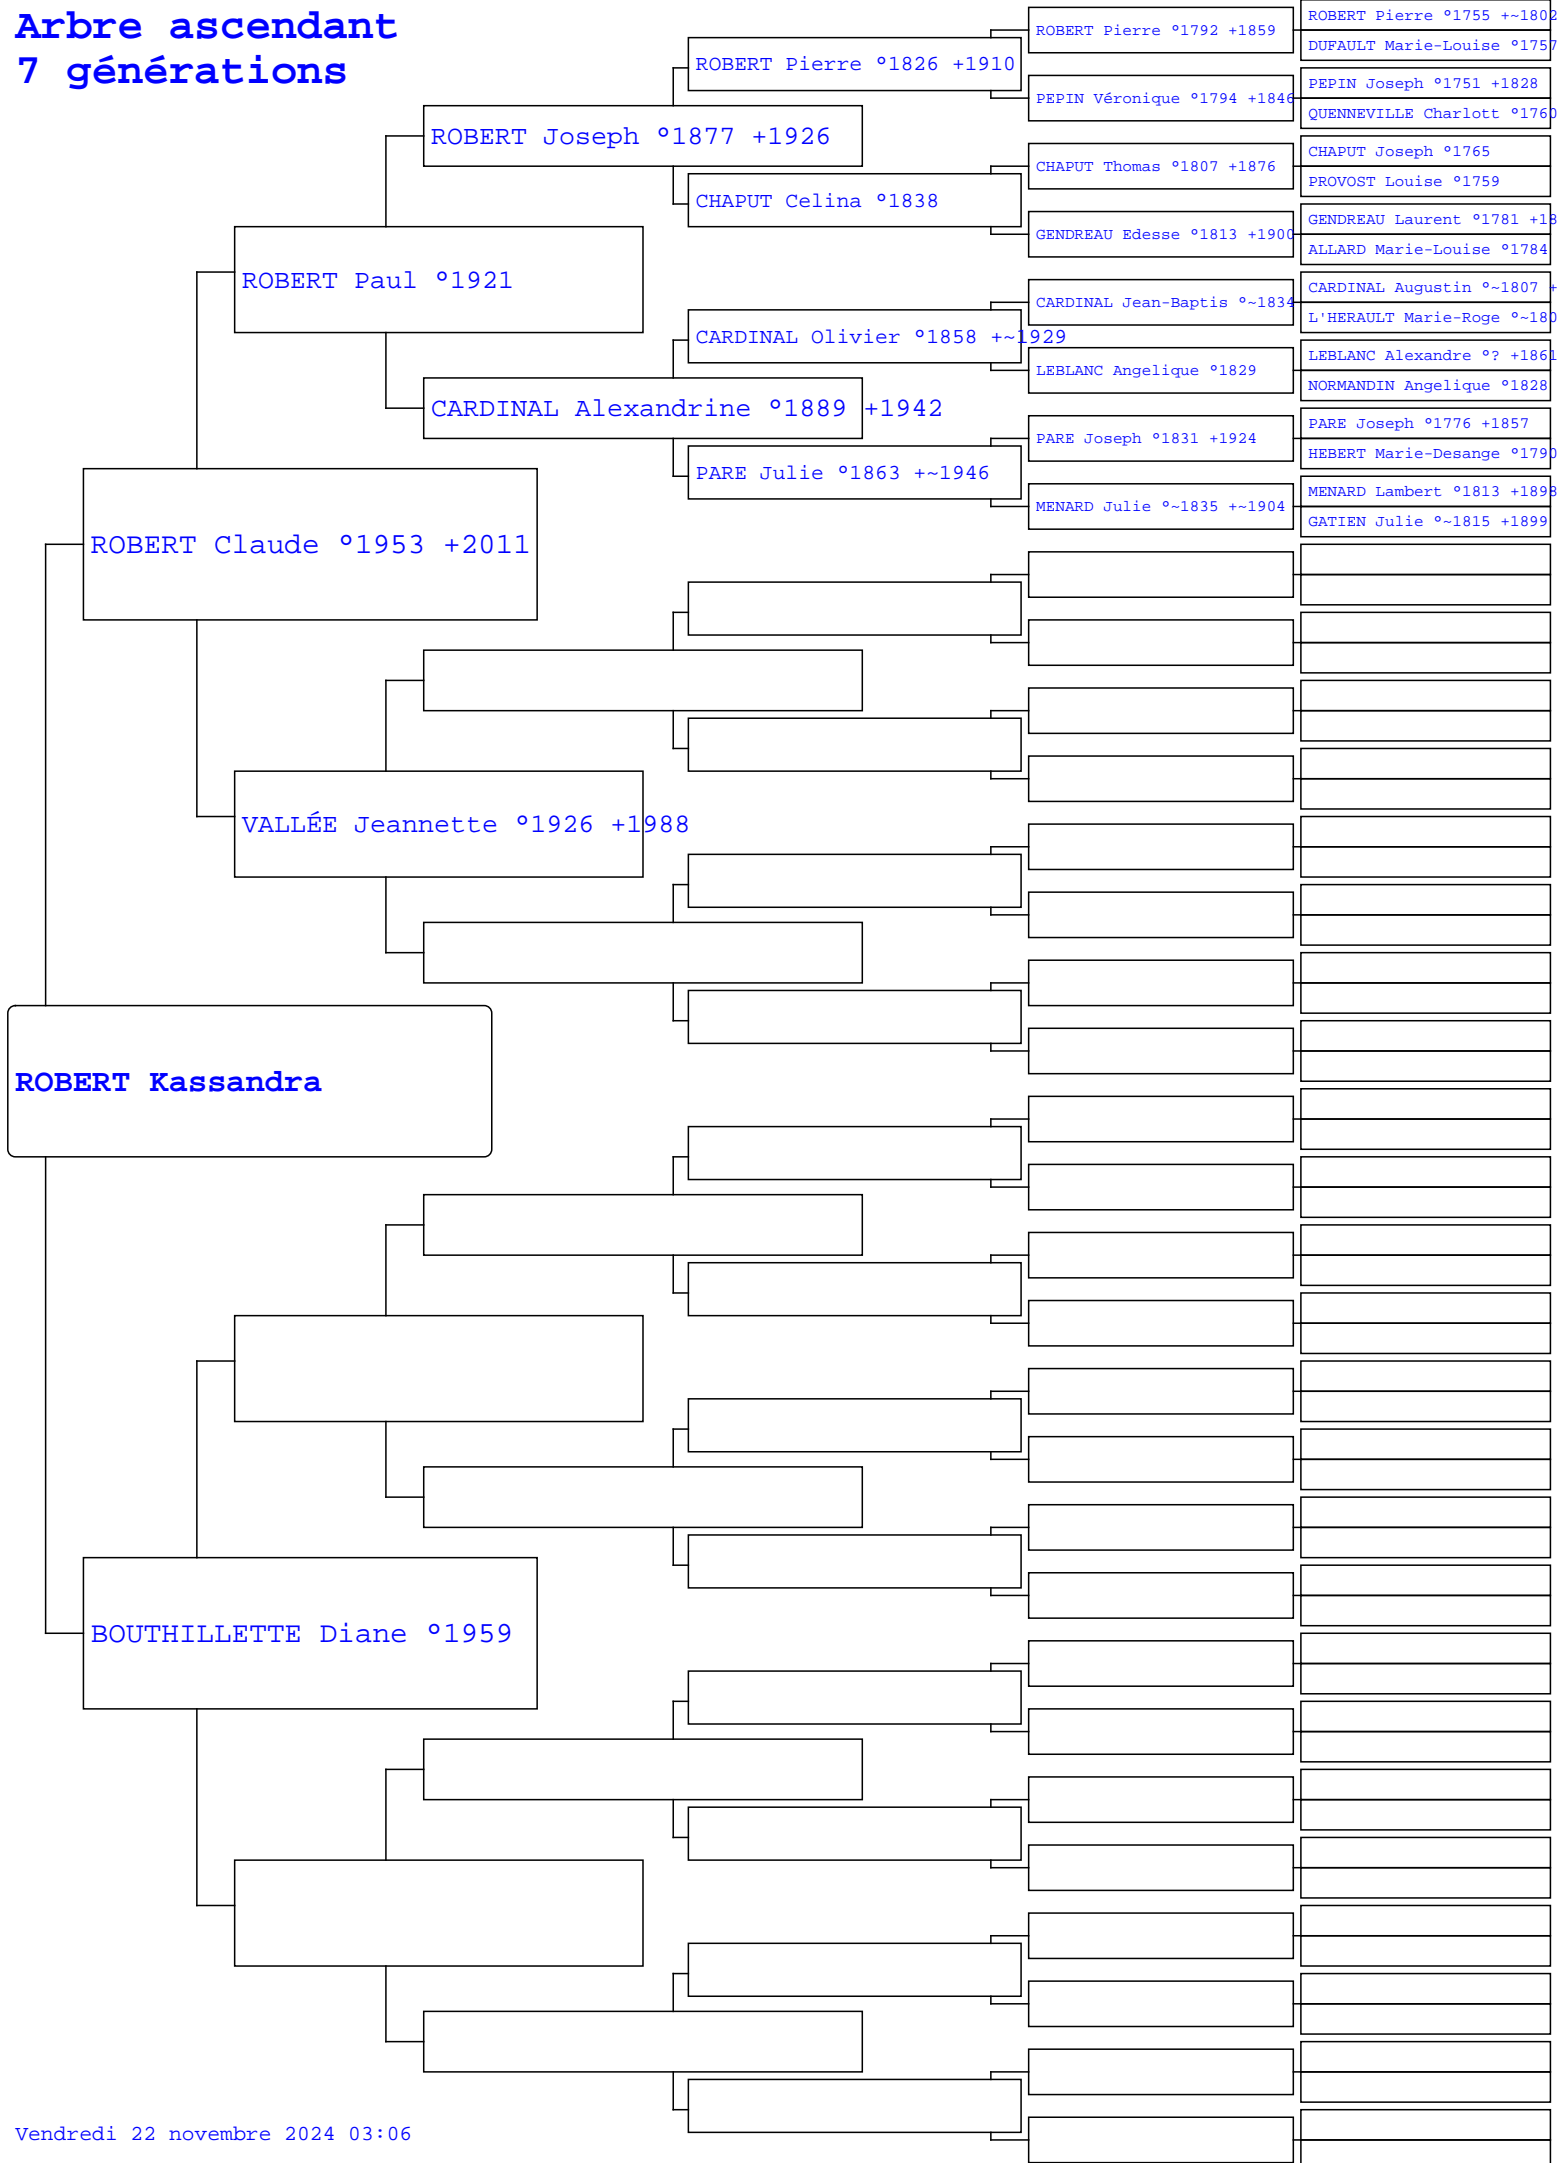 Arbre ascendant
7 générations
ROBERT Pierre °1755 +~1802
DUFAULT Marie-Louise °1757
ROBERT Pierre °1792 +1859
ROBERT Pierre °1826 +1910
PEPIN Joseph °1751 +1828
PEPIN Véronique °1794 +1846
QUENNEVILLE Charlott °1760
ROBERT Joseph °1877 +1926
CHAPUT Joseph °1765
CHAPUT Thomas °1807 +1876
PROVOST Louise °1759
CHAPUT Celina °1838
GENDREAU Laurent °1781 +18
GENDREAU Edesse °1813 +1900
ALLARD Marie-Louise °1784
ROBERT Paul °1921
CARDINAL Augustin °~1807 +
CARDINAL Jean-Baptis °~1834
L'HERAULT Marie-Roge °~180
CARDINAL Olivier °1858 +~1929
LEBLANC Alexandre °? +1861
LEBLANC Angelique °1829
NORMANDIN Angelique °1828
CARDINAL Alexandrine °1889 +1942
PARE Joseph °1776 +1857
PARE Joseph °1831 +1924
HEBERT Marie-Desange °1790
PARE Julie °1863 +~1946
MENARD Lambert °1813 +1898
MENARD Julie °~1835 +~1904
GATIEN Julie °~1815 +1899
ROBERT Claude °1953 +2011
VALLÉE Jeannette °1926 +1988
ROBERT Kassandra
BOUTHILLETTE Diane °1959
Vendredi 22 novembre 2024 03:06